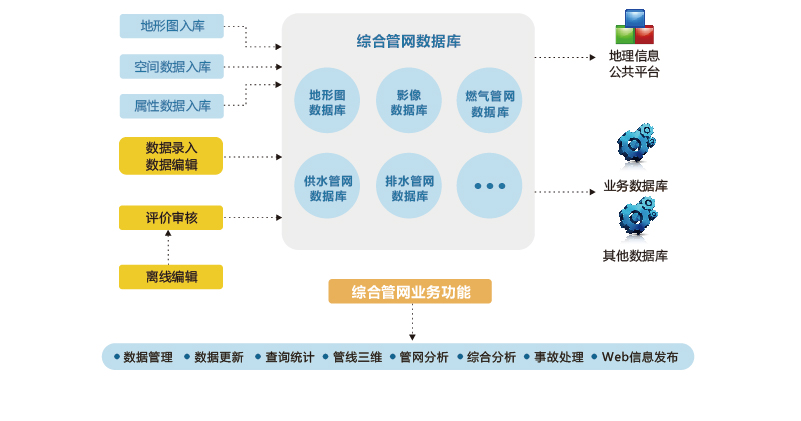 地形图入库
空间数据入库
属性数据入库
数据录入
数据编辑
评价审核
离线编辑
综合管网数据库
地形图
数据库
影像
数据库
燃气管网
数据库
供水管网
数据库
排水管网
数据库
•••
地理信息
公共平台
业务数据库
其他数据库
综合管网业务功能
•数据管理 •数据更新 •查询统计 •管线三维 •管网分析 •综合分析 •事故处理 •Web信息发布